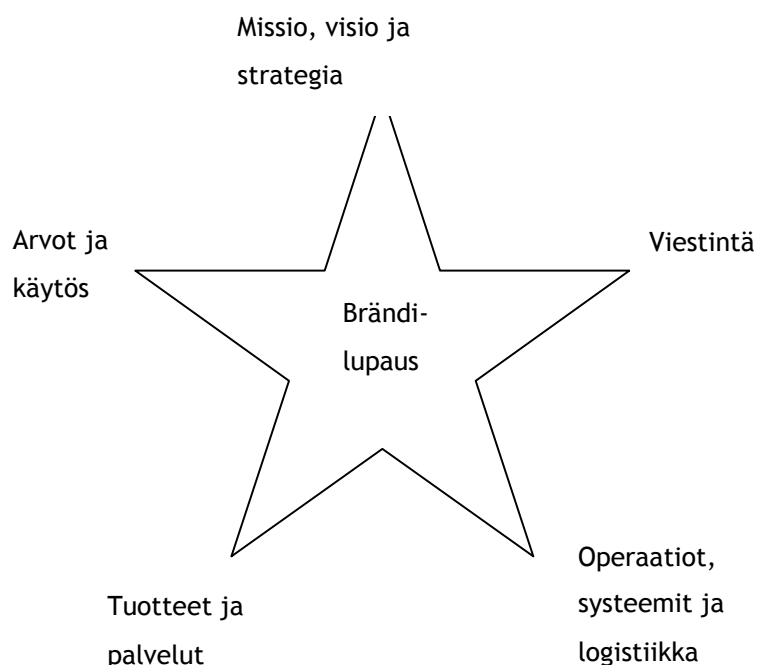 Missio, visio ja
strategia
Arvot ja
käytös
Viestintä
Brändi-
lupaus
Tuotteet ja
palvelut
Operaatiot,
systeemit ja
logistiikka